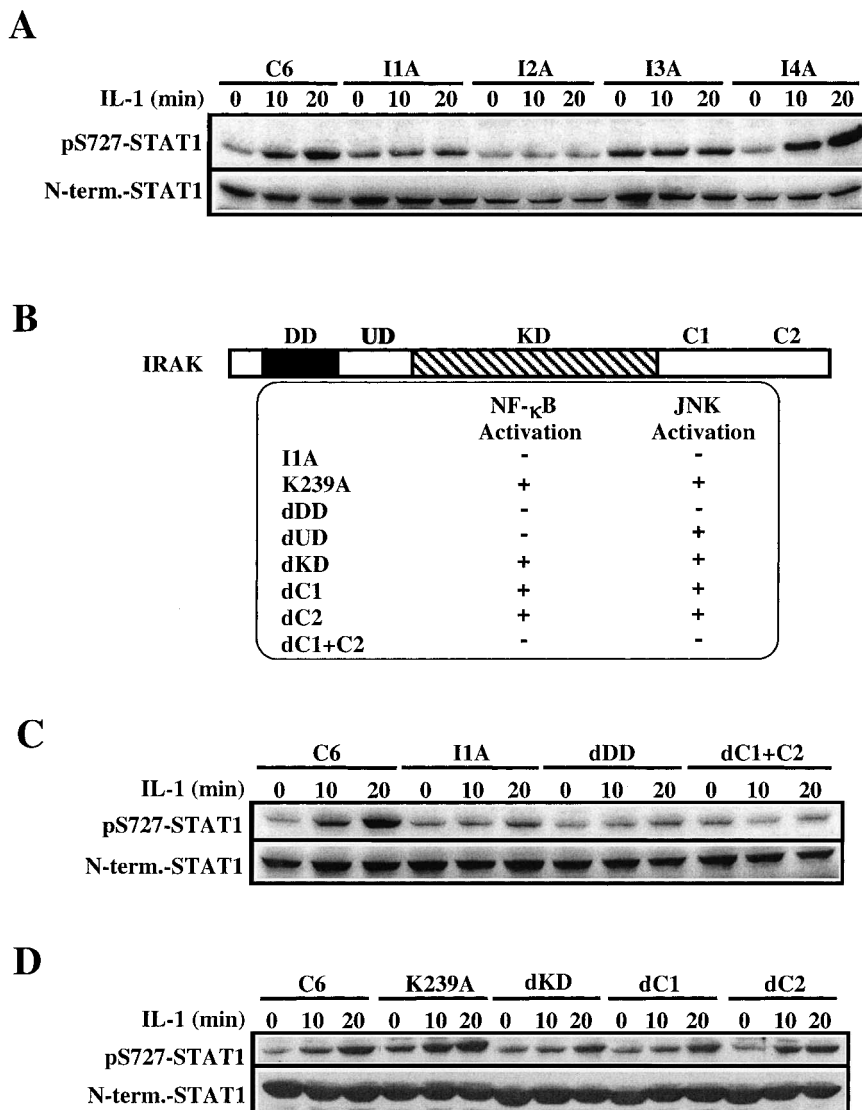 A
C6 I1A I2A I3A I4A
IL-1 (min) 0 10 20 0 10 20 0 10 20 0 10 20 0 10 20
pS727-STAT1
N-term.-STAT1
B
DD UD KD C1 C2
IRAK
NF-κB JNK
Activation Activation
I1A - -
K239A + +
dDD - -
dUD - +
dKD + +
dC1 + +
dC2 + +
dC1+C2 - -
C
C6 I1A dDD dC1+C2
IL-1 (min) 0 10 20 0 10 20 0 10 20 0 10 20
pS727-STAT1
N-term.-STAT1
D
C6 K239A dKD dC1 dC2
IL-1 (min) 0 10 20 0 10 20 0 10 20 0 10 20 0 10 20
pS727-STAT1
N-term.-STAT1